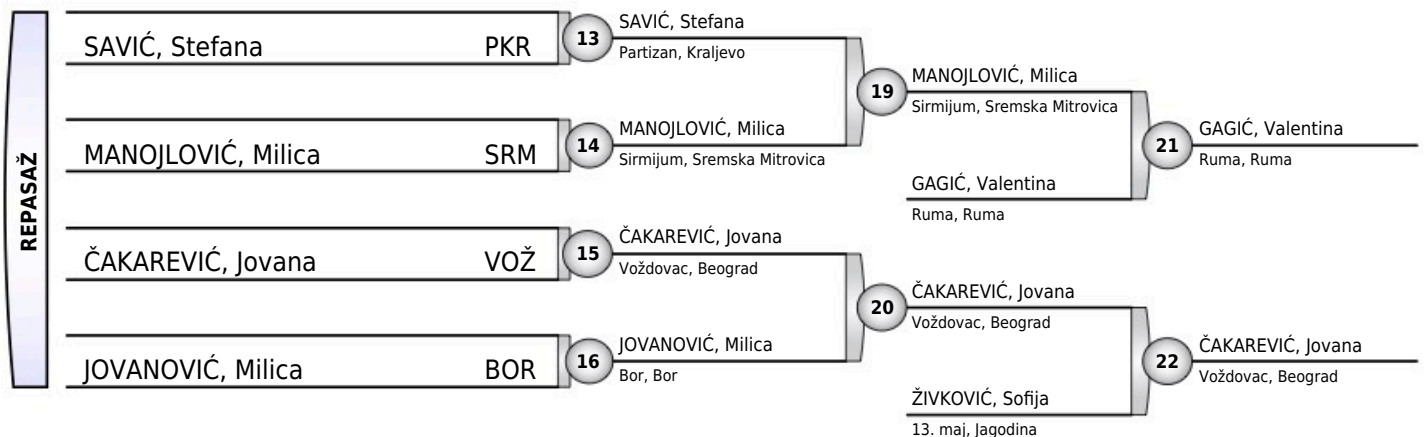 REPASAŽ
SAVIĆ, Stefana PKR
MANOJLOVIĆ, Milica SRM
ČAKAREVIĆ, Jovana VOŽ
JOVANOVIĆ, Milica BOR
13
SAVIĆ, Stefana
Partizan, Kraljevo
14
MANOJLOVIĆ, Milica
Sirmijum, Sremska Mitrovica
15
ČAKAREVIĆ, Jovana
Voždovac, Beograd
16
JOVANOVIĆ, Milica
Bor, Bor
19
MANOJLOVIĆ, Milica
Sirmijum, Sremska Mitrovica
GAGIĆ, Valentina
Ruma, Ruma
20
ČAKAREVIĆ, Jovana
Voždovac, Beograd
ŽIVKOVIĆ, Sofija
13. maj, Jagodina
21
GAGIĆ, Valentina
Ruma, Ruma
22
ČAKAREVIĆ, Jovana
Voždovac, Beograd